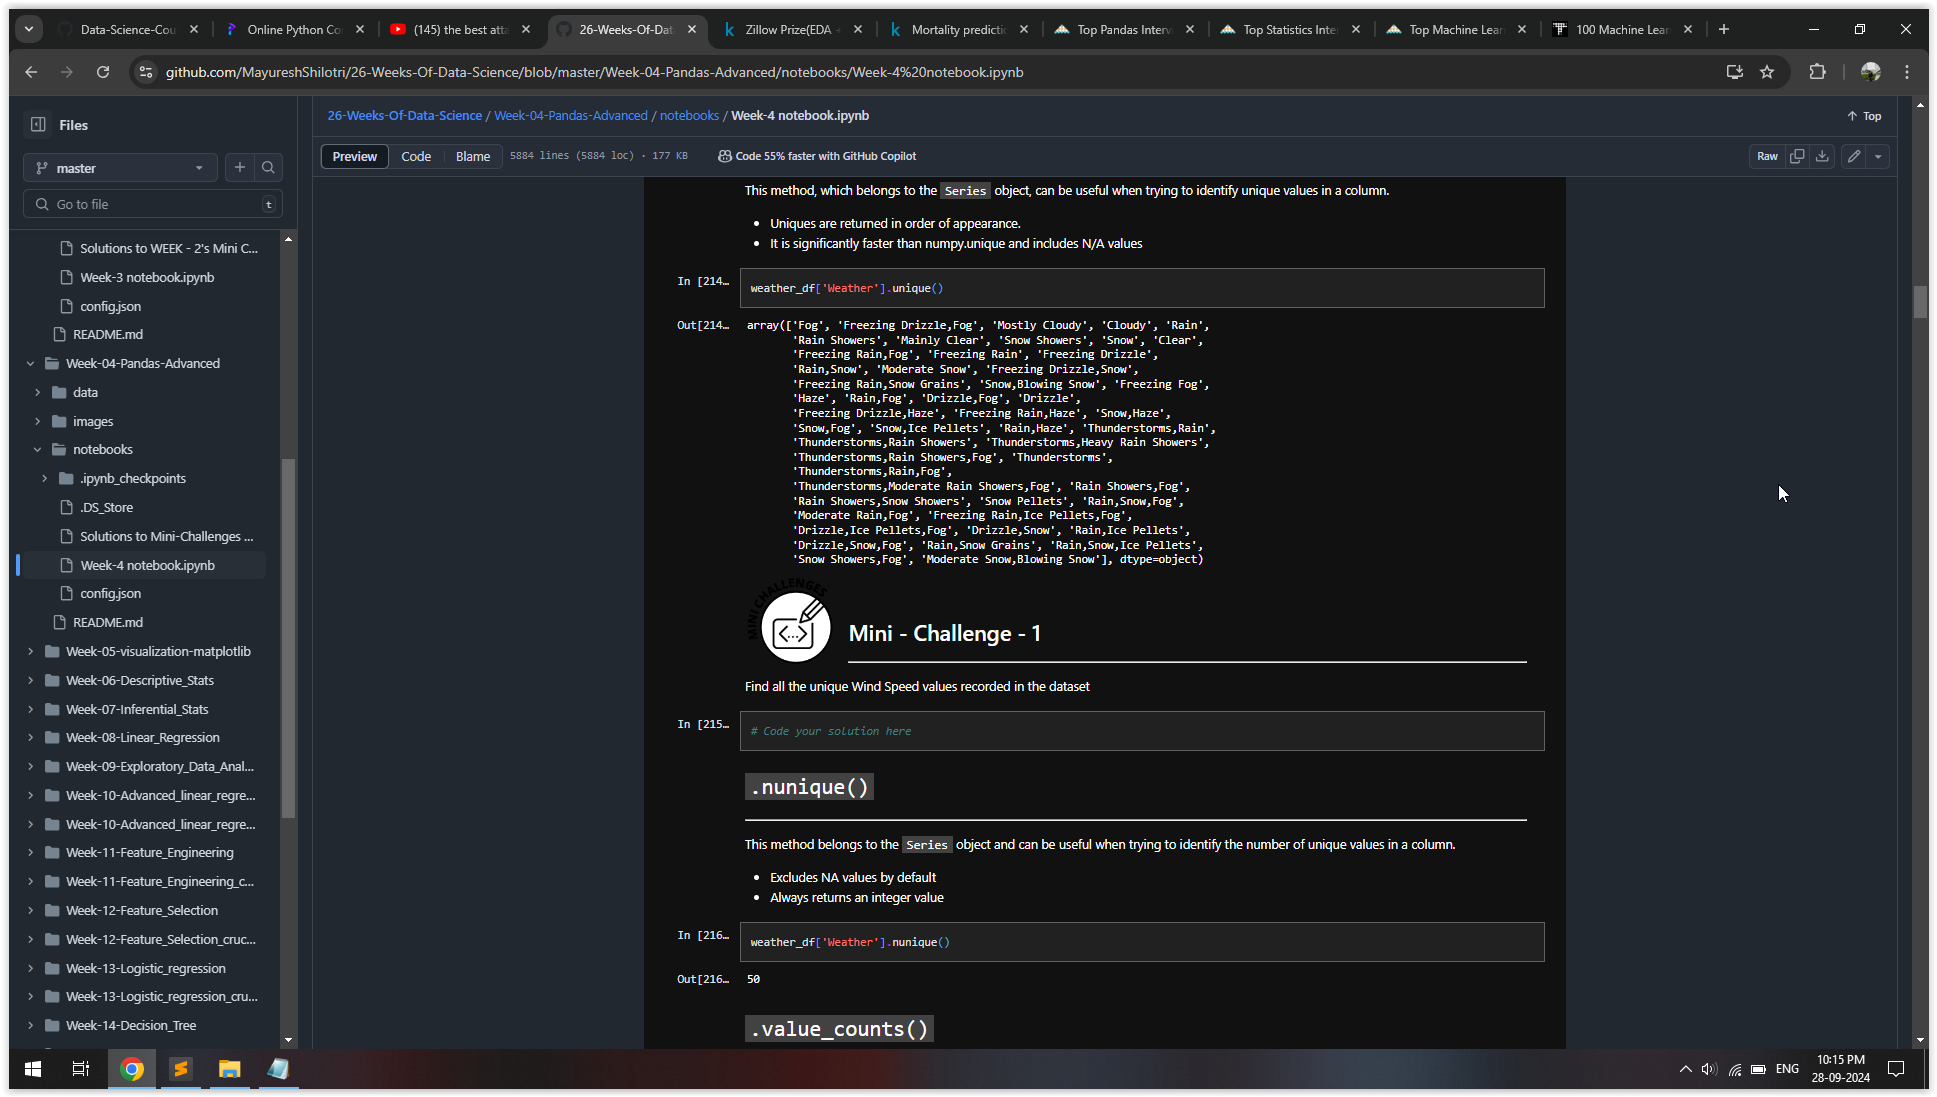 Data-Science-Cou
Online Python Co
(145) the best atta
26-Weeks-Of-Dat
Zillow Prize(EDA +
Mortality predictio
Top Pandas Intervi
Top Statistics Inte
Top Machine Learn
100 Machine Lear
github.com/MayureshShilotri/26-Weeks-Of-Data-Science/blob/master/Week-04-Pandas-Advanced/notebooks/Week-4%20notebook.ipynb
Files
master
Go to file
t
Solutions to WEEK - 2's Mini C...
Week-3 notebook.ipynb
config.json
README.md
Week-04-Pandas-Advanced
data
images
notebooks
.ipynb_checkpoints
.DS_Store
Solutions to Mini-Challenges ...
Week-4 notebook.ipynb
config.json
README.md
Week-05-visualization-matplotlib
Week-06-Descriptive_Stats
Week-07-Inferential_Stats
Week-08-Linear_Regression
Week-09-Exploratory_Data_Anal...
Week-10-Advanced_linear_regre...
Week-10-Advanced_linear_regre...
Week-11-Feature_Engineering
Week-11-Feature_Engineering_c...
Week-12-Feature_Selection
Week-12-Feature_Selection_cruc...
Week-13-Logistic_regression
Week-13-Logistic_regression_cru...
Week-14-Decision_Tree
26-Weeks-Of-Data-Science / Week-04-Pandas-Advanced / notebooks / Week-4 notebook.ipynb
Top
Preview Code Blame 5884 lines (5884 loc) · 177 KB Code 55% faster with GitHub Copilot
Raw
This method, which belongs to the Series object, can be useful when trying to identify unique values in a column.
• Uniques are returned in order of appearance.
• It is significantly faster than numpy.unique and includes N/A values
In [214… weather_df['Weather'].unique()
Out[214… array(['Fog', 'Freezing Drizzle,Fog', 'Mostly Cloudy', 'Cloudy', 'Rain',
'Rain Showers', 'Mainly Clear', 'Snow Showers', 'Snow', 'Clear',
'Freezing Rain,Fog', 'Freezing Rain', 'Freezing Drizzle',
'Rain,Snow', 'Moderate Snow', 'Freezing Drizzle,Snow',
'Freezing Rain,Snow Grains', 'Snow,Blowing Snow', 'Freezing Fog',
'Haze', 'Rain,Fog', 'Drizzle,Fog', 'Drizzle',
'Freezing Drizzle,Haze', 'Freezing Rain,Haze', 'Snow,Haze',
'Snow,Fog', 'Snow,Ice Pellets', 'Rain,Haze', 'Thunderstorms,Rain',
'Thunderstorms,Rain Showers', 'Thunderstorms,Heavy Rain Showers',
'Thunderstorms,Rain Showers,Fog', 'Thunderstorms',
'Thunderstorms,Rain,Fog',
'Thunderstorms,Moderate Rain Showers,Fog', 'Rain Showers,Fog',
'Rain Showers,Snow Showers', 'Snow Pellets', 'Rain,Snow,Fog',
'Moderate Rain,Fog', 'Freezing Rain,Ice Pellets,Fog',
'Drizzle,Ice Pellets,Fog', 'Drizzle,Snow', 'Rain,Ice Pellets',
'Drizzle,Snow,Fog', 'Rain,Snow Grains', 'Rain,Snow,Ice Pellets',
'Snow Showers,Fog', 'Moderate Snow,Blowing Snow'], dtype=object)
MINI CHALLENGES
Mini - Challenge - 1
Find all the unique Wind Speed values recorded in the dataset
In [215… # Code your solution here
.nunique()
This method belongs to the Series object and can be useful when trying to identify the number of unique values in a column.
• Excludes NA values by default
• Always returns an integer value
In [216… weather_df['Weather'].nunique()
Out[216… 50
.value_counts()
ENG
10:15 PM
28-09-2024